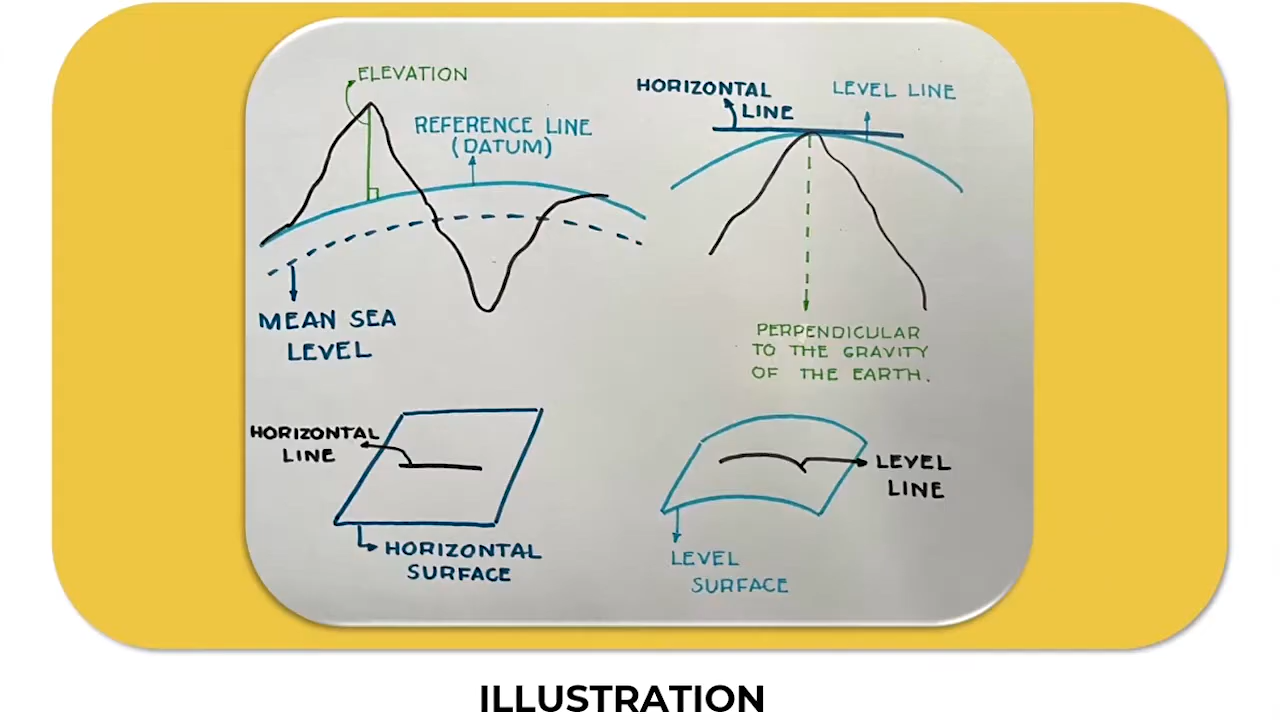 ELEVATION
REFERENCE LINE
(DATUM)
MEAN SEA
LEVEL
HORIZONTAL
LINE
LEVEL LINE
PERPENDICULAR
TO THE GRAVITY
OF THE EARTH.
HORIZONTAL
LINE
HORIZONTAL
SURFACE
LEVEL
LINE
LEVEL
SURFACE
ILLUSTRATION